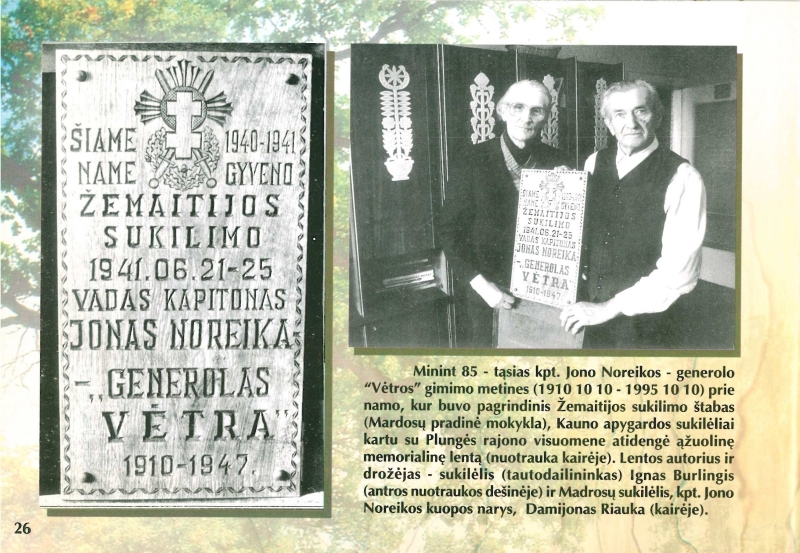 ŠIAME 1940-1941
NAME GYVENO
ŽEMAITIJOS
SUKILIMO
1941.06.21-25
VADAS KAPITONAS
JONAS NOREIKA-
-„GENEROLAS
VĖTRA"
1910-1947.
ŠIAME
NAME GYVENO
ŽEMAITIJOS
SUKILIMO
1941.06.21-25
VADAS KAPITONAS
JONAS NOREIKA-
-„GENEROLAS
VĖTRA"
1910-1947.
Minint 85 - tąsias kpt. Jono Noreikos - generolo
“Vėtros” gimimo metines (1910 10 10 - 1995 10 10) prie
namo, kur buvo pagrindinis Žemaitijos sukilimo štabas
(Mardosų pradinė mokykla), Kauno apygardos sukilėliai
kartu su Plungės rajono visuomene atidengė ąžuolinę
memorialinę lentą (nuotrauka kairėje). Lentos autorius ir
drožėjas - sukilėlis (tautodailininkas) Ignas Burlingis
(antros nuotraukos dešinėje) ir Madrosų sukilėlis, kpt. Jono
Noreikos kuopos narys, Damijonas Riauka (kairėje).
26